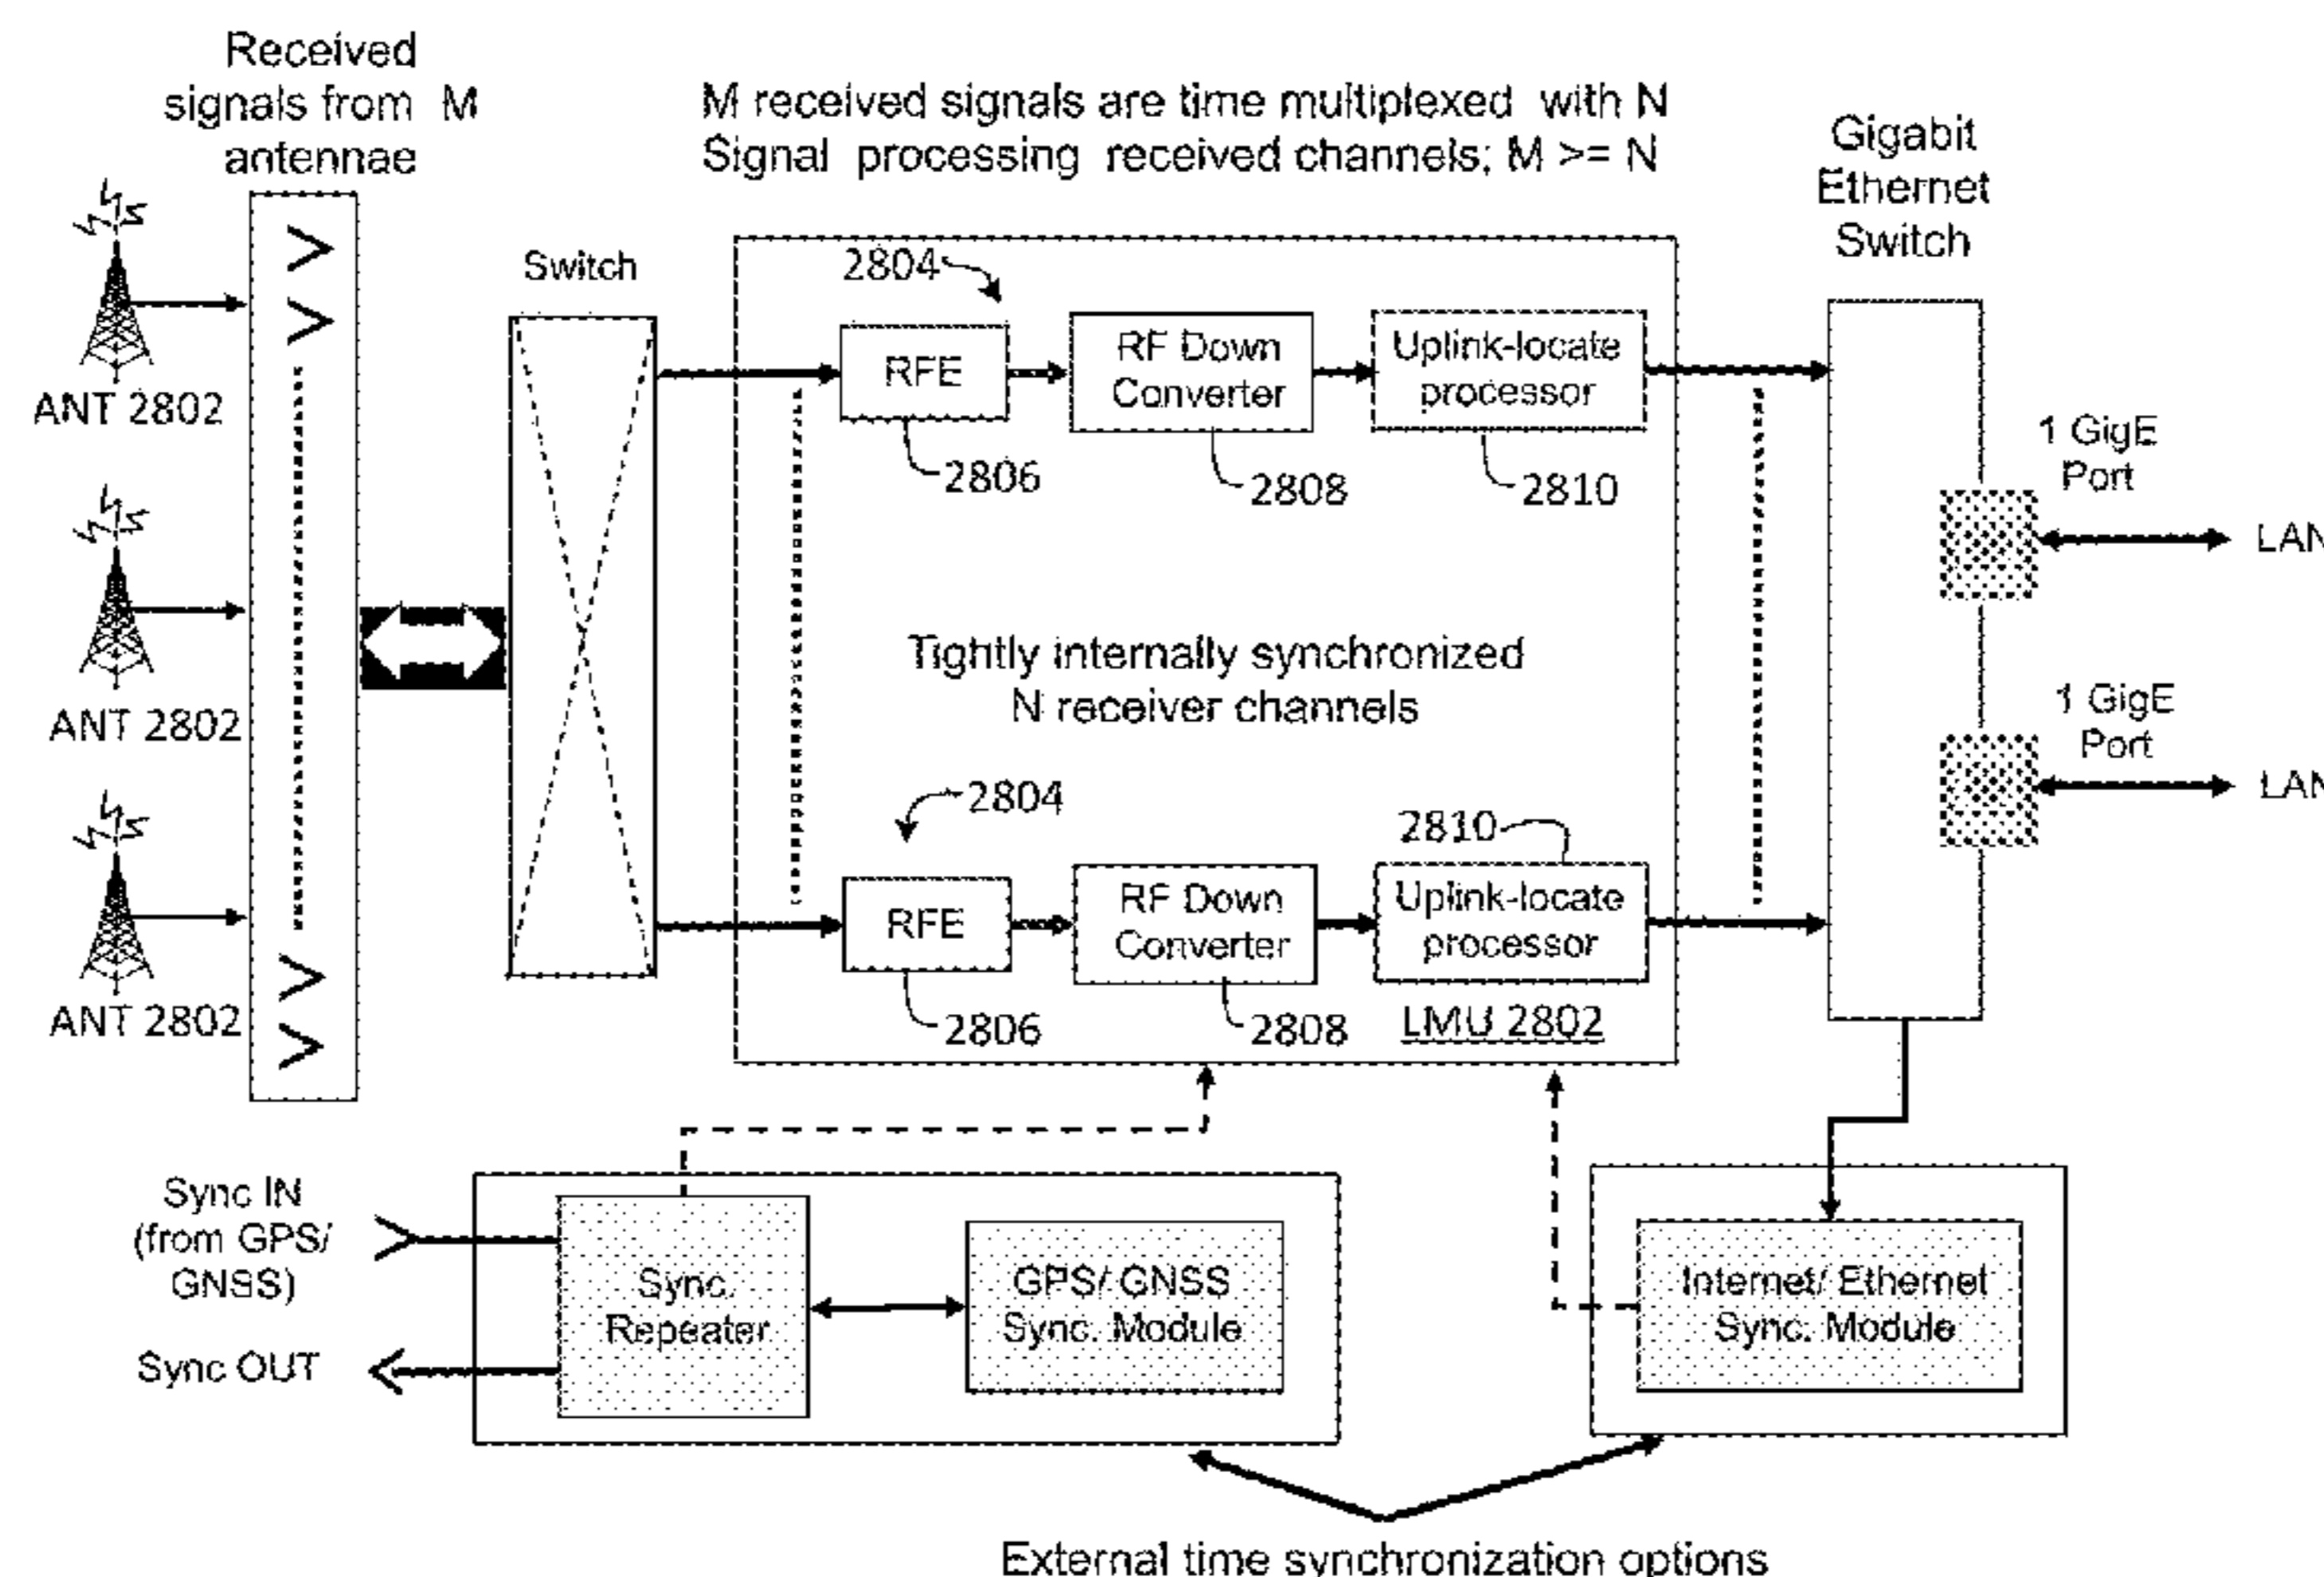 Received
signals from M
antennae
M received signals are time multiplexed with N
Signal processing received channels; M >= N
Gigabit
Ethernet
Switch
Switch
2804
RFE
RF Down
Converter
Uplink-locate
processor
2806
2808
2810
ANT 2802
ANT 2802
ANT 2802
1 GigE
Port
LAN
1 GigE
Port
LAN
Tightly internally synchronized
N receiver channels
2804
2810
RFE
RF Down
Converter
Uplink-locate
processor
2806
2808
LMU 2802
Sync IN
(from GPS/
GNSS)
Sync OUT
Sync.
Repeater
GPS/ GNSS
Sync. Module
Internet/ Ethernet
Sync. Module
External time synchronization options